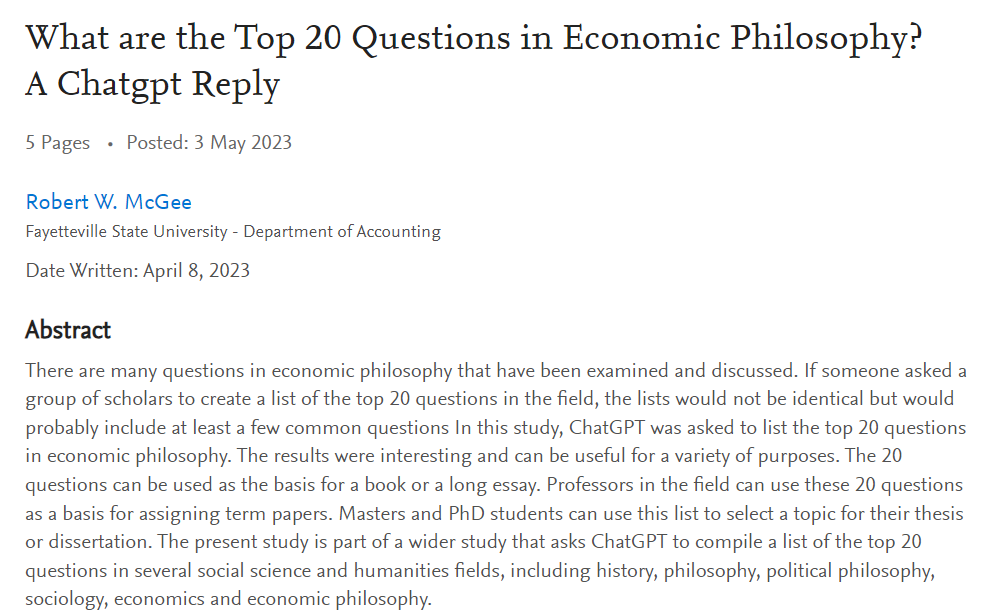 What are the Top 20 Questions in Economic Philosophy?
A Chatgpt Reply
5 Pages • Posted: 3 May 2023
Robert W. McGee
Fayetteville State University - Department of Accounting
Date Written: April 8, 2023
Abstract
There are many questions in economic philosophy that have been examined and discussed. If someone asked a
group of scholars to create a list of the top 20 questions in the field, the lists would not be identical but would
probably include at least a few common questions In this study, ChatGPT was asked to list the top 20 questions
in economic philosophy. The results were interesting and can be useful for a variety of purposes. The 20
questions can be used as the basis for a book or a long essay. Professors in the field can use these 20 questions
as a basis for assigning term papers. Masters and PhD students can use this list to select a topic for their thesis
or dissertation. The present study is part of a wider study that asks ChatGPT to compile a list of the top 20
questions in several social science and humanities fields, including history, philosophy, political philosophy,
sociology, economics and economic philosophy.